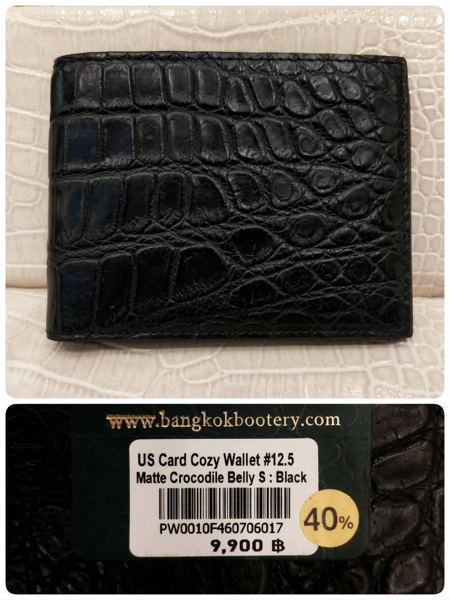 www.bangkokbootery.com
US Card Cozy Wallet #12.5
Matte Crocodile Belly S : Black
PW0010F460706017
9,900 ฿
40%